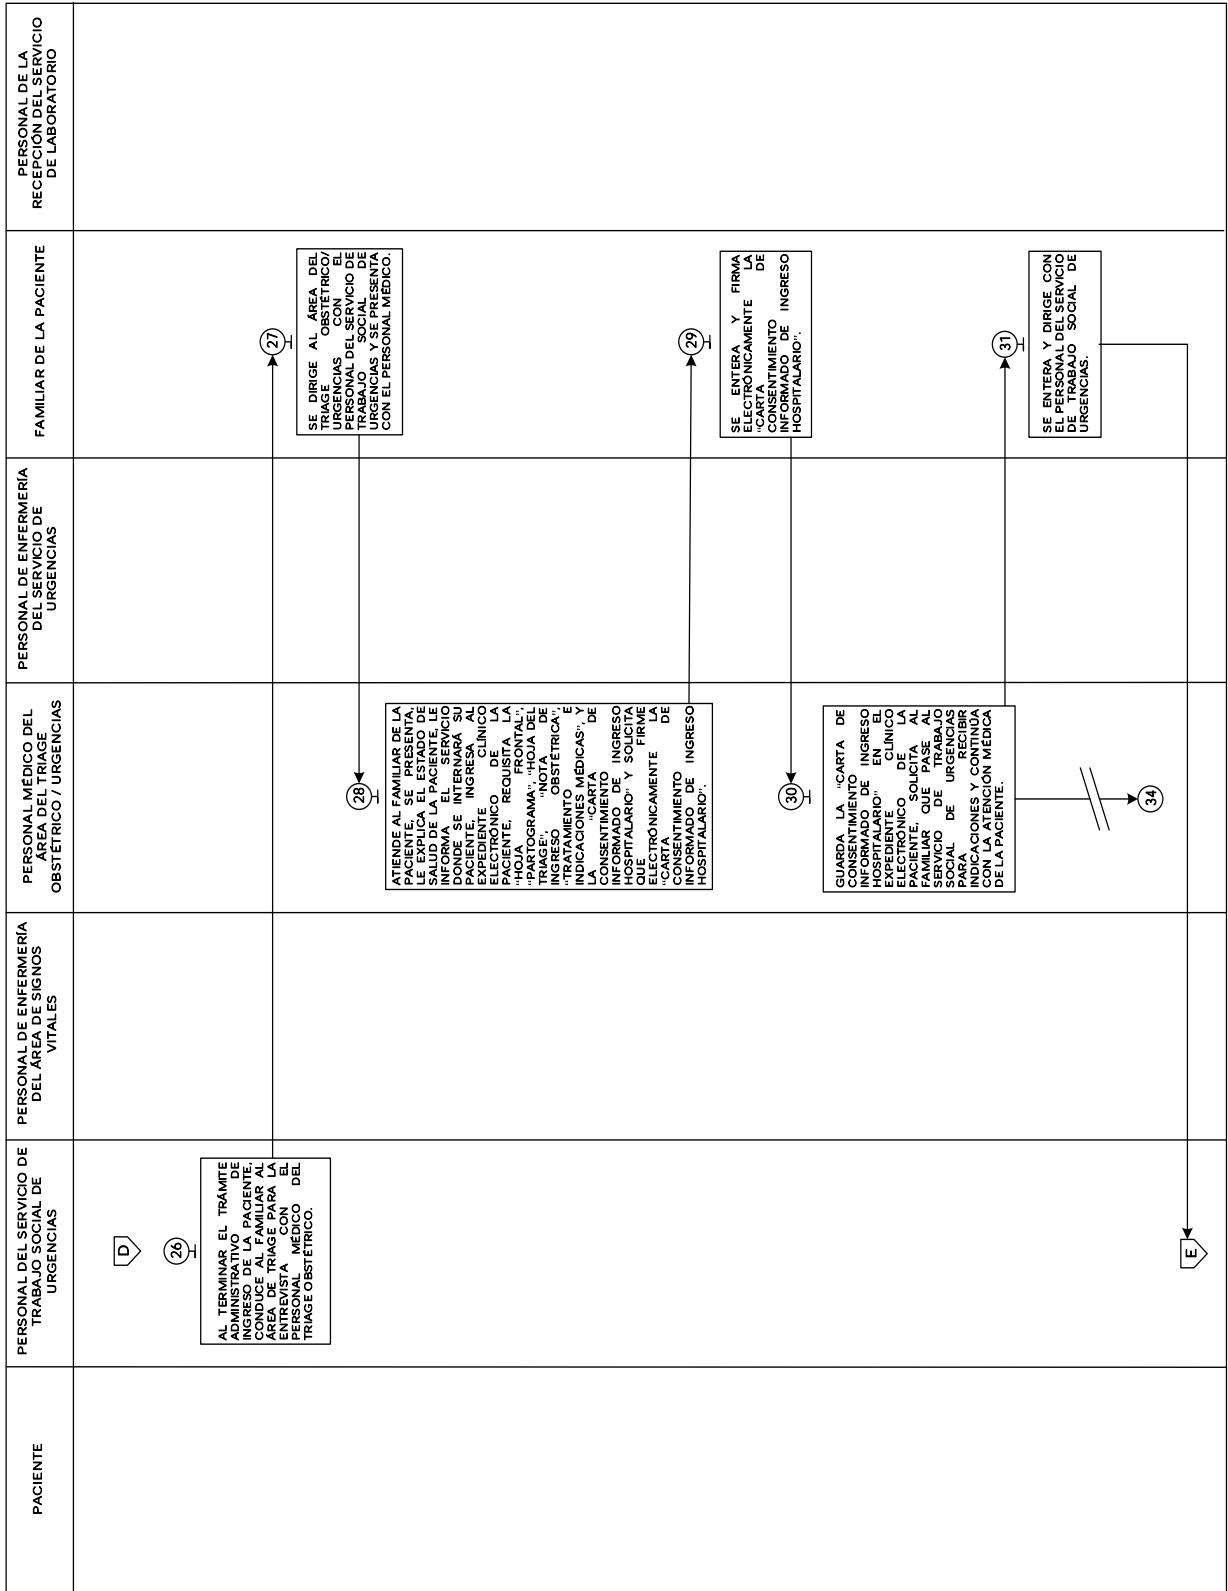 PACIENTE
PERSONAL DEL SERVICIO DE
TRABAJO SOCIAL DE
URGENCIAS
PERSONAL DE ENFERMERÍA
DEL ÁREA DE SIGNOS
VITALES
PERSONAL MÉDICO DEL
ÁREA DEL TRIAGE
OBSTÉTRICO / URGENCIAS
PERSONAL DE ENFERMERÍA
DEL SERVICIO DE
URGENCIAS
FAMILIAR DE LA PACIENTE
PERSONAL DE LA
RECEPCIÓN DEL SERVICIO
DE LABORATORIO
D
26
AL TERMINAR EL TRÁMITE
ADMINISTRATIVO DE
INGRESO DE LA PACIENTE,
CONDUCE AL FAMILIAR AL
ÁREA DE TRIAGE PARA LA
ENTREVISTA CON EL
PERSONAL MÉDICO DEL
TRIAGE OBSTÉTRICO.
27
SE DIRIGE AL ÁREA DEL
TRIAGE OBSTÉTRICO/
URGENCIAS CON EL
PERSONAL DEL SERVICIO DE
TRABAJO SOCIAL DE
URGENCIAS Y SE PRESENTA
CON EL PERSONAL MÉDICO.
28
ATIENDE AL FAMILIAR DE LA
PACIENTE, SE PRESENTA,
LE EXPLICA EL ESTADO DE
SALUD DE LA PACIENTE, LE
INFORMA EL SERVICIO
DONDE SE INTERNARÁ SU
PACIENTE, INGRESA AL
EXPEDIENTE CLÍNICO
ELECTRÓNICO DE LA
PACIENTE, REQUISITA LA
“HOJA FRONTAL”,
“PARTOGRAMA”, “HOJA DEL
TRIAGE”, “NOTA DE
INGRESO OBSTÉTRICA”,
“TRATAMIENTO E
INDICACIONES MÉDICAS”, Y
LA “CARTA DE
CONSENTIMIENTO
INFORMADO DE INGRESO
HOSPITALARIO” Y SOLICITA
QUE FIRME
ELECTRÓNICAMENTE LA
“CARTA DE
CONSENTIMIENTO
INFORMADO DE INGRESO
HOSPITALARIO”.
29
SE ENTERA Y FIRMA
ELECTRÓNICAMENTE LA
“CARTA DE
CONSENTIMIENTO
INFORMADO DE INGRESO
HOSPITALARIO”.
30
GUARDA LA “CARTA DE
CONSENTIMIENTO
INFORMADO DE INGRESO
HOSPITALARIO” EN EL
EXPEDIENTE CLÍNICO
ELECTRÓNICO DE LA
PACIENTE, SOLICITA AL
FAMILIAR QUE PASE AL
SERVICIO DE TRABAJO
SOCIAL DE URGENCIAS
PARA RECIBIR
INDICACIONES Y CONTINÚA
CON LA ATENCIÓN MÉDICA
DE LA PACIENTE.
31
SE ENTERA Y DIRIGE CON
EL PERSONAL DEL SERVICIO
DE TRABAJO SOCIAL DE
URGENCIAS.
34
E